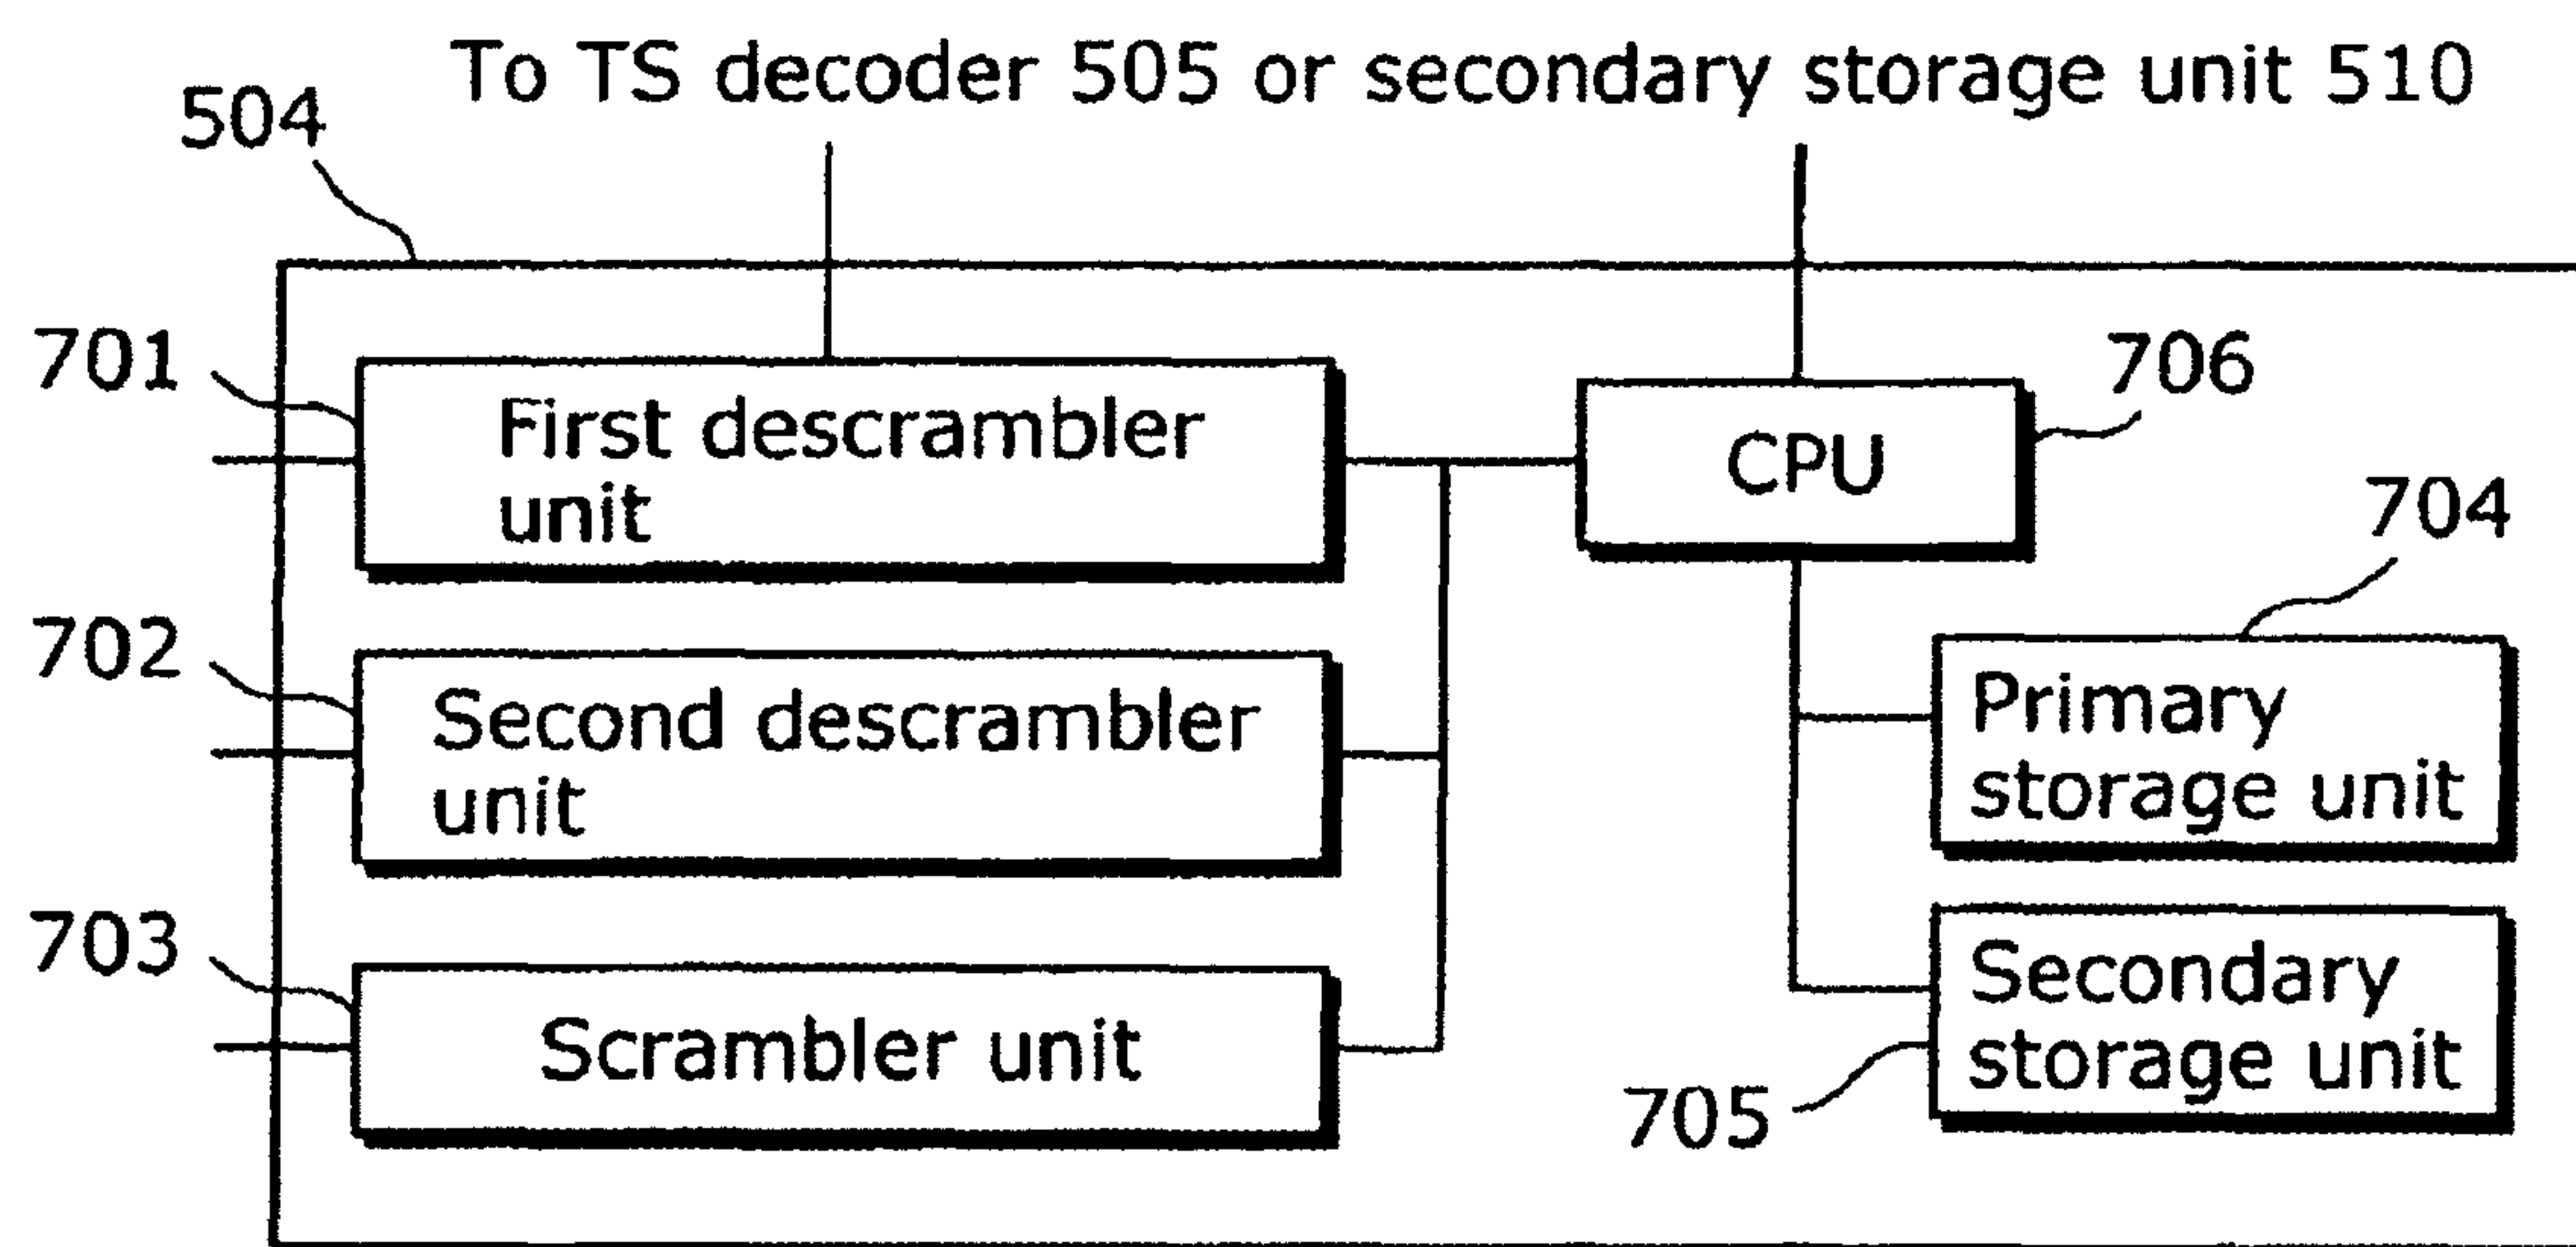 To TS decoder 505 or secondary storage unit 510
504
701
First descrambler
unit
CPU
706
704
702
Second descrambler
unit
Primary
storage unit
703
Scrambler unit
Secondary
storage unit
705